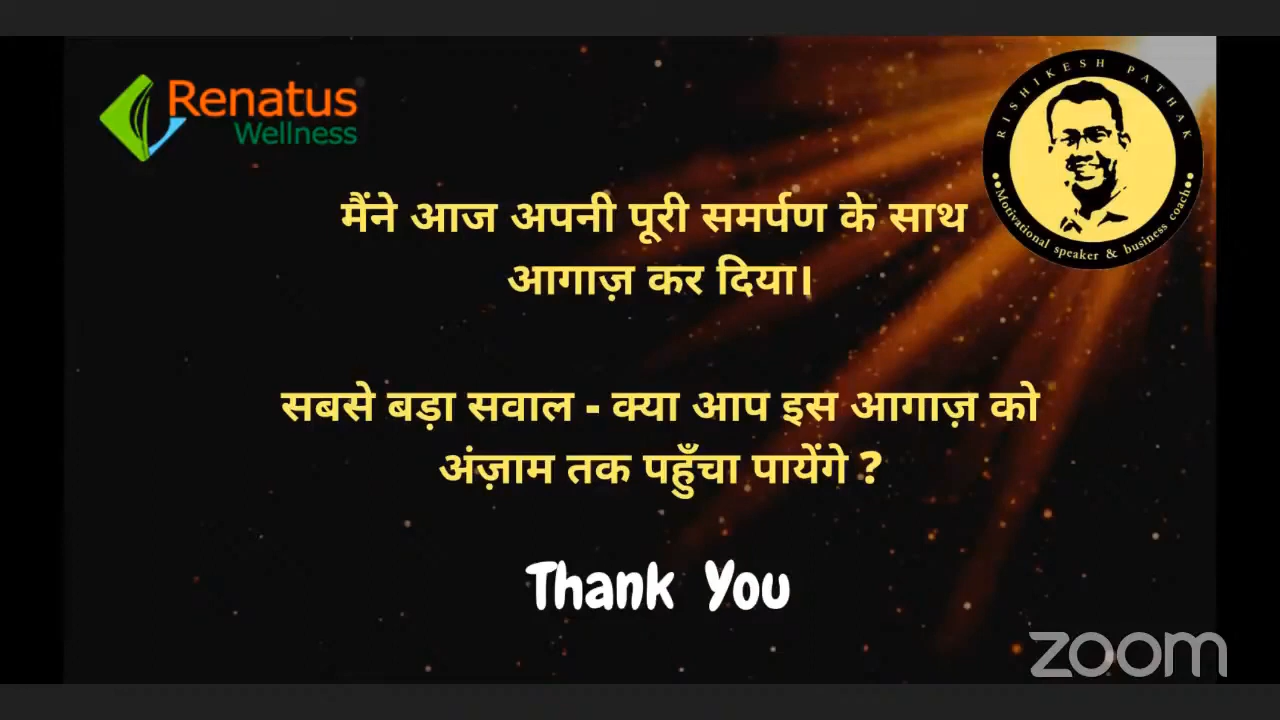 Renatus
Wellness
RISHIKESH PATHAK
Motivational speaker & business coach
मैंने आज अपनी पूरी समर्पण के साथ
आगाज़ कर दिया।
सबसे बड़ा सवाल - क्या आप इस आगाज़ को
अंज़ाम तक पहुँचा पायेंगे ?
Thank You
zoom